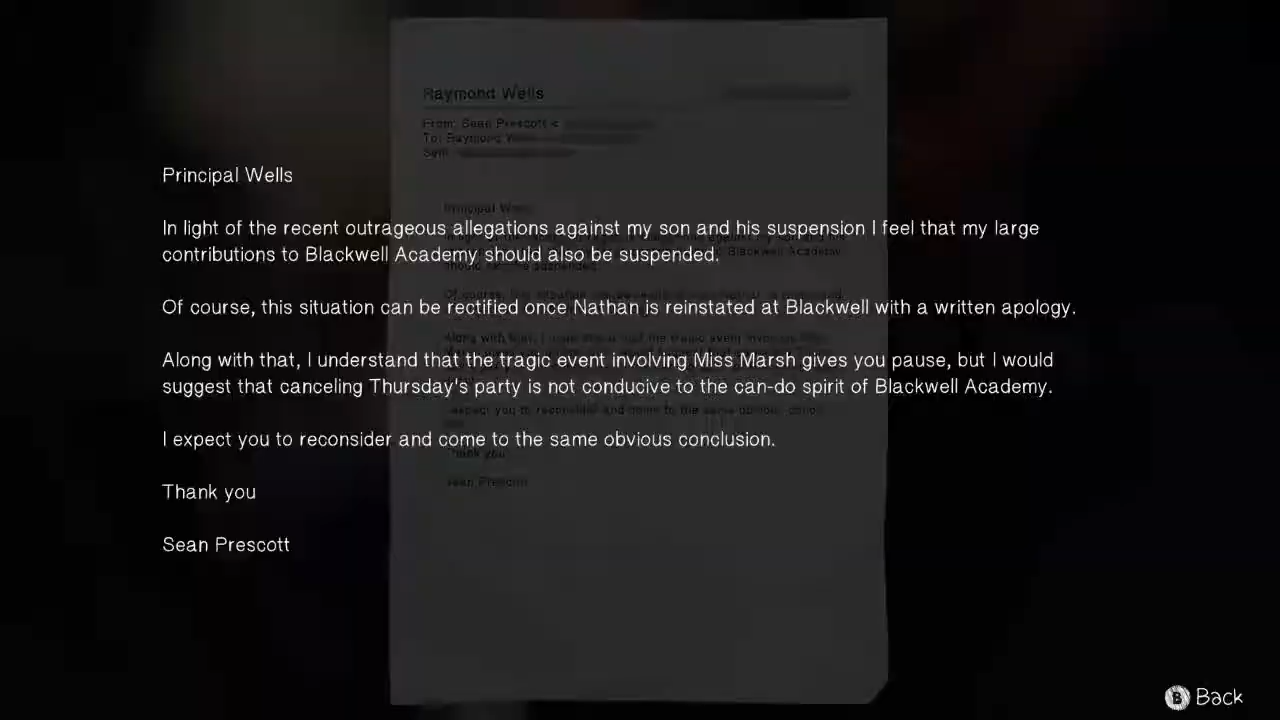 Raymond Wells
From: Sean Prescott <
To: Raymond Wells
Sent:
Principal Wells
In light of the recent outrageous allegations against my son and his suspension I feel that my large
contributions to Blackwell Academy should also be suspended.
Of course, this situation can be rectified once Nathan is reinstated at Blackwell with a written apology.
Along with that, I understand that the tragic event involving Miss Marsh gives you pause, but I would
suggest that canceling Thursday's party is not conducive to the can-do spirit of Blackwell Academy.
I expect you to reconsider and come to the same obvious conclusion.
Thank you
Sean Prescott
B Back